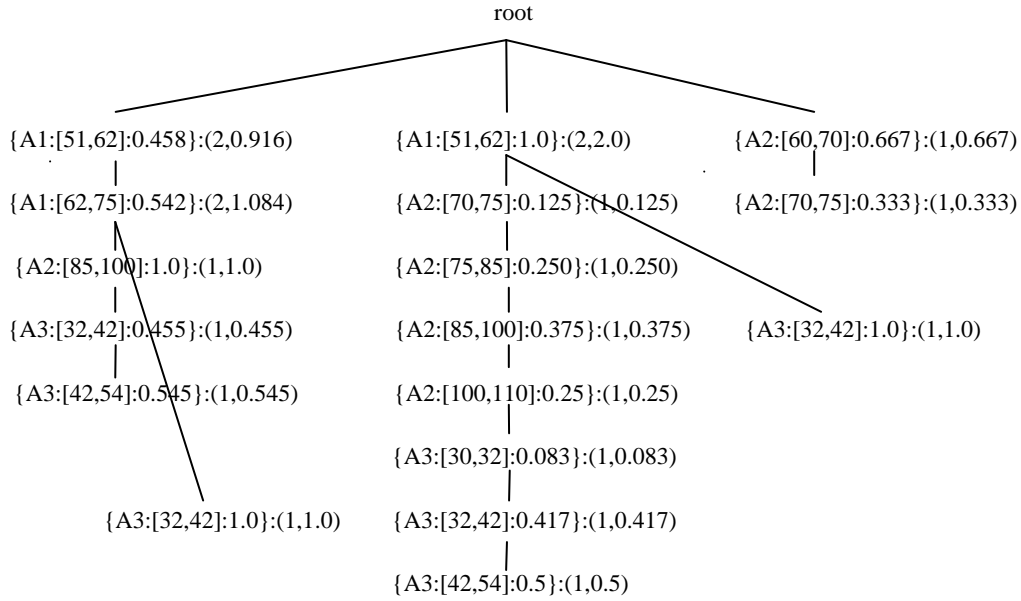 root
{A1:[51,62]:0.458}:(2,0.916) {A1:[51,62]:1.0}:(2,2.0) {A2:[60,70]:0.667}:(1,0.667)
{A1:[62,75]:0.542}:(2,1.084) {A2:[70,75]:0.125}:(1,0.125) {A2:[70,75]:0.333}:(1,0.333)
{A2:[85,100]:1.0}:(1,1.0) {A2:[75,85]:0.250}:(1,0.250)
{A3:[32,42]:0.455}:(1,0.455) {A2:[85,100]:0.375}:(1,0.375) {A3:[32,42]:1.0}:(1,1.0)
{A3:[42,54]:0.545}:(1,0.545) {A2:[100,110]:0.25}:(1,0.25)
{A3:[30,32]:0.083}:(1,0.083)
{A3:[32,42]:1.0}:(1,1.0) {A3:[32,42]:0.417}:(1,0.417)
{A3:[42,54]:0.5}:(1,0.5)